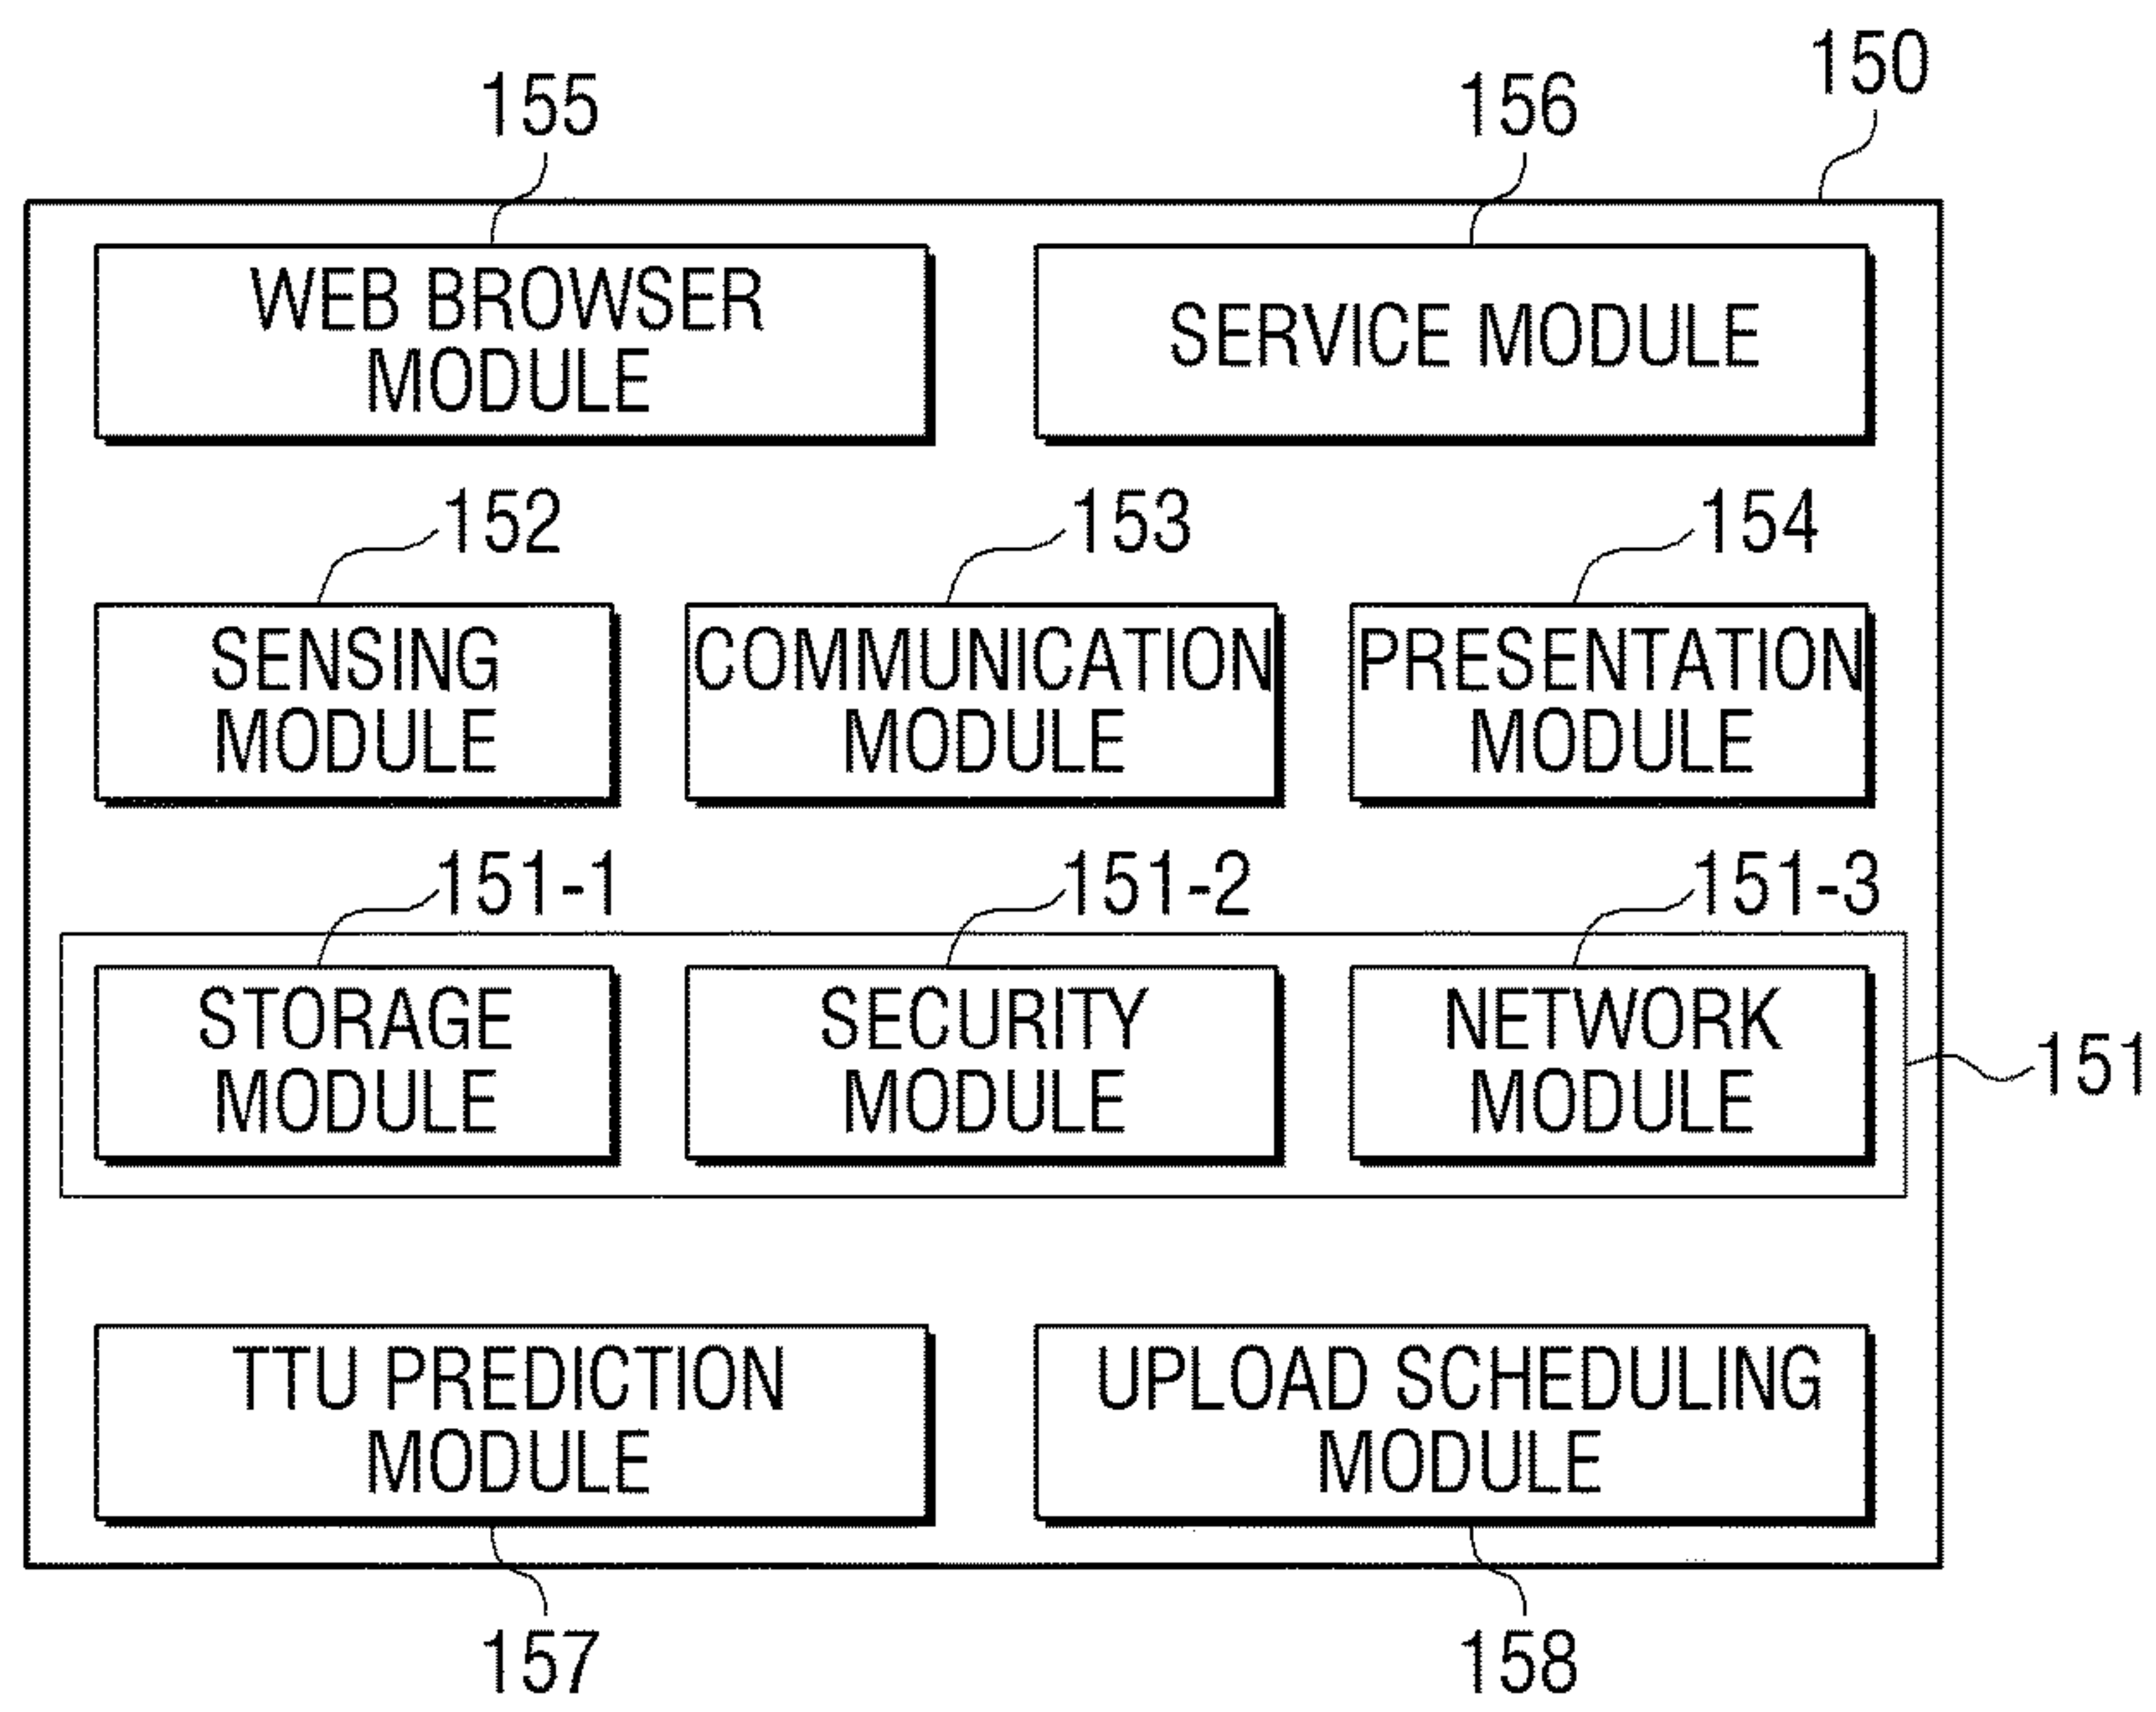 150
155
156
WEB BROWSER
MODULE
SERVICE MODULE
152
153
154
SENSING
MODULE
COMMUNICATION
MODULE
PRESENTATION
MODULE
151-1
151-2
151-3
STORAGE
MODULE
SECURITY
MODULE
NETWORK
MODULE
151
TTU PREDICTION
MODULE
UPLOAD SCHEDULING
MODULE
157
158